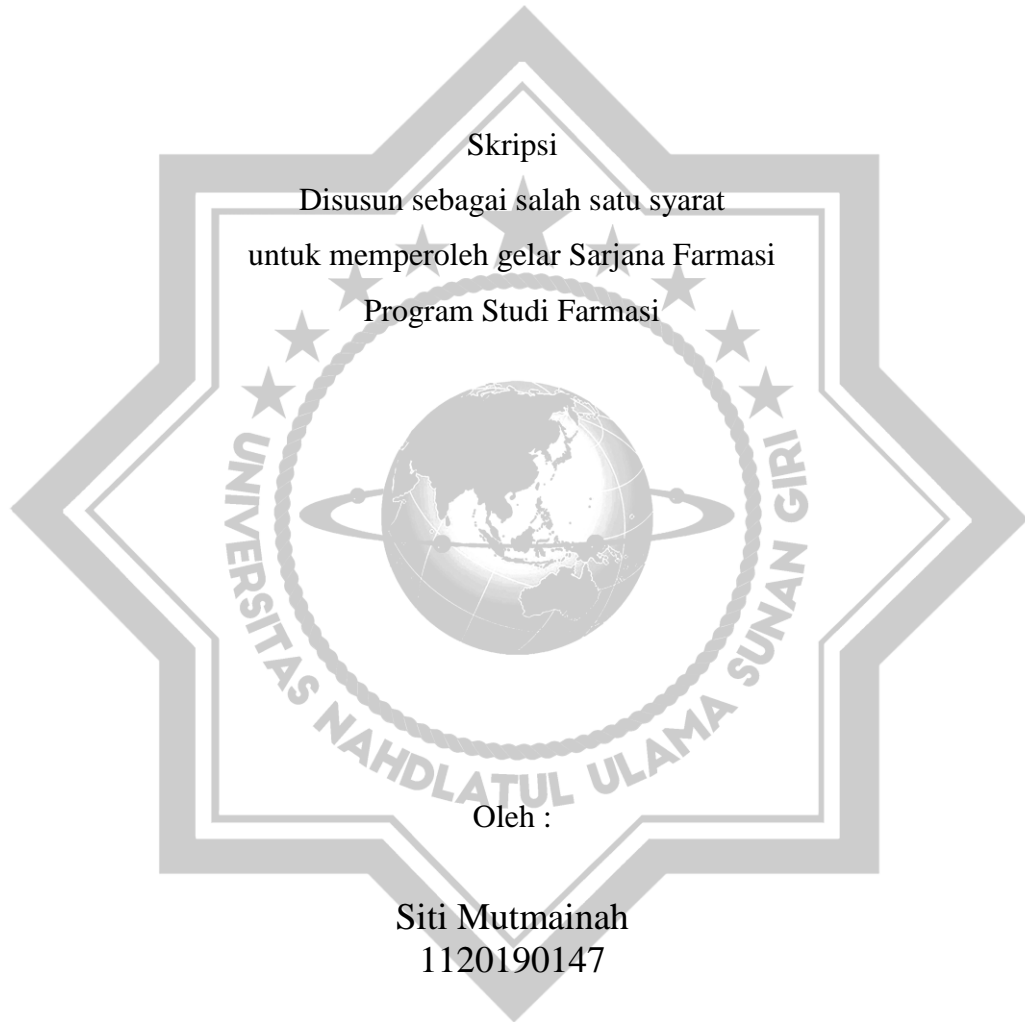 Skripsi
Disusun sebagai salah satu syarat
untuk memperoleh gelar Sarjana Farmasi
Program Studi Farmasi
UNIVERSITAS NAHDLATUL ULAMA SUNAN GIRI
Oleh :
Siti Mutmainah
1120190147